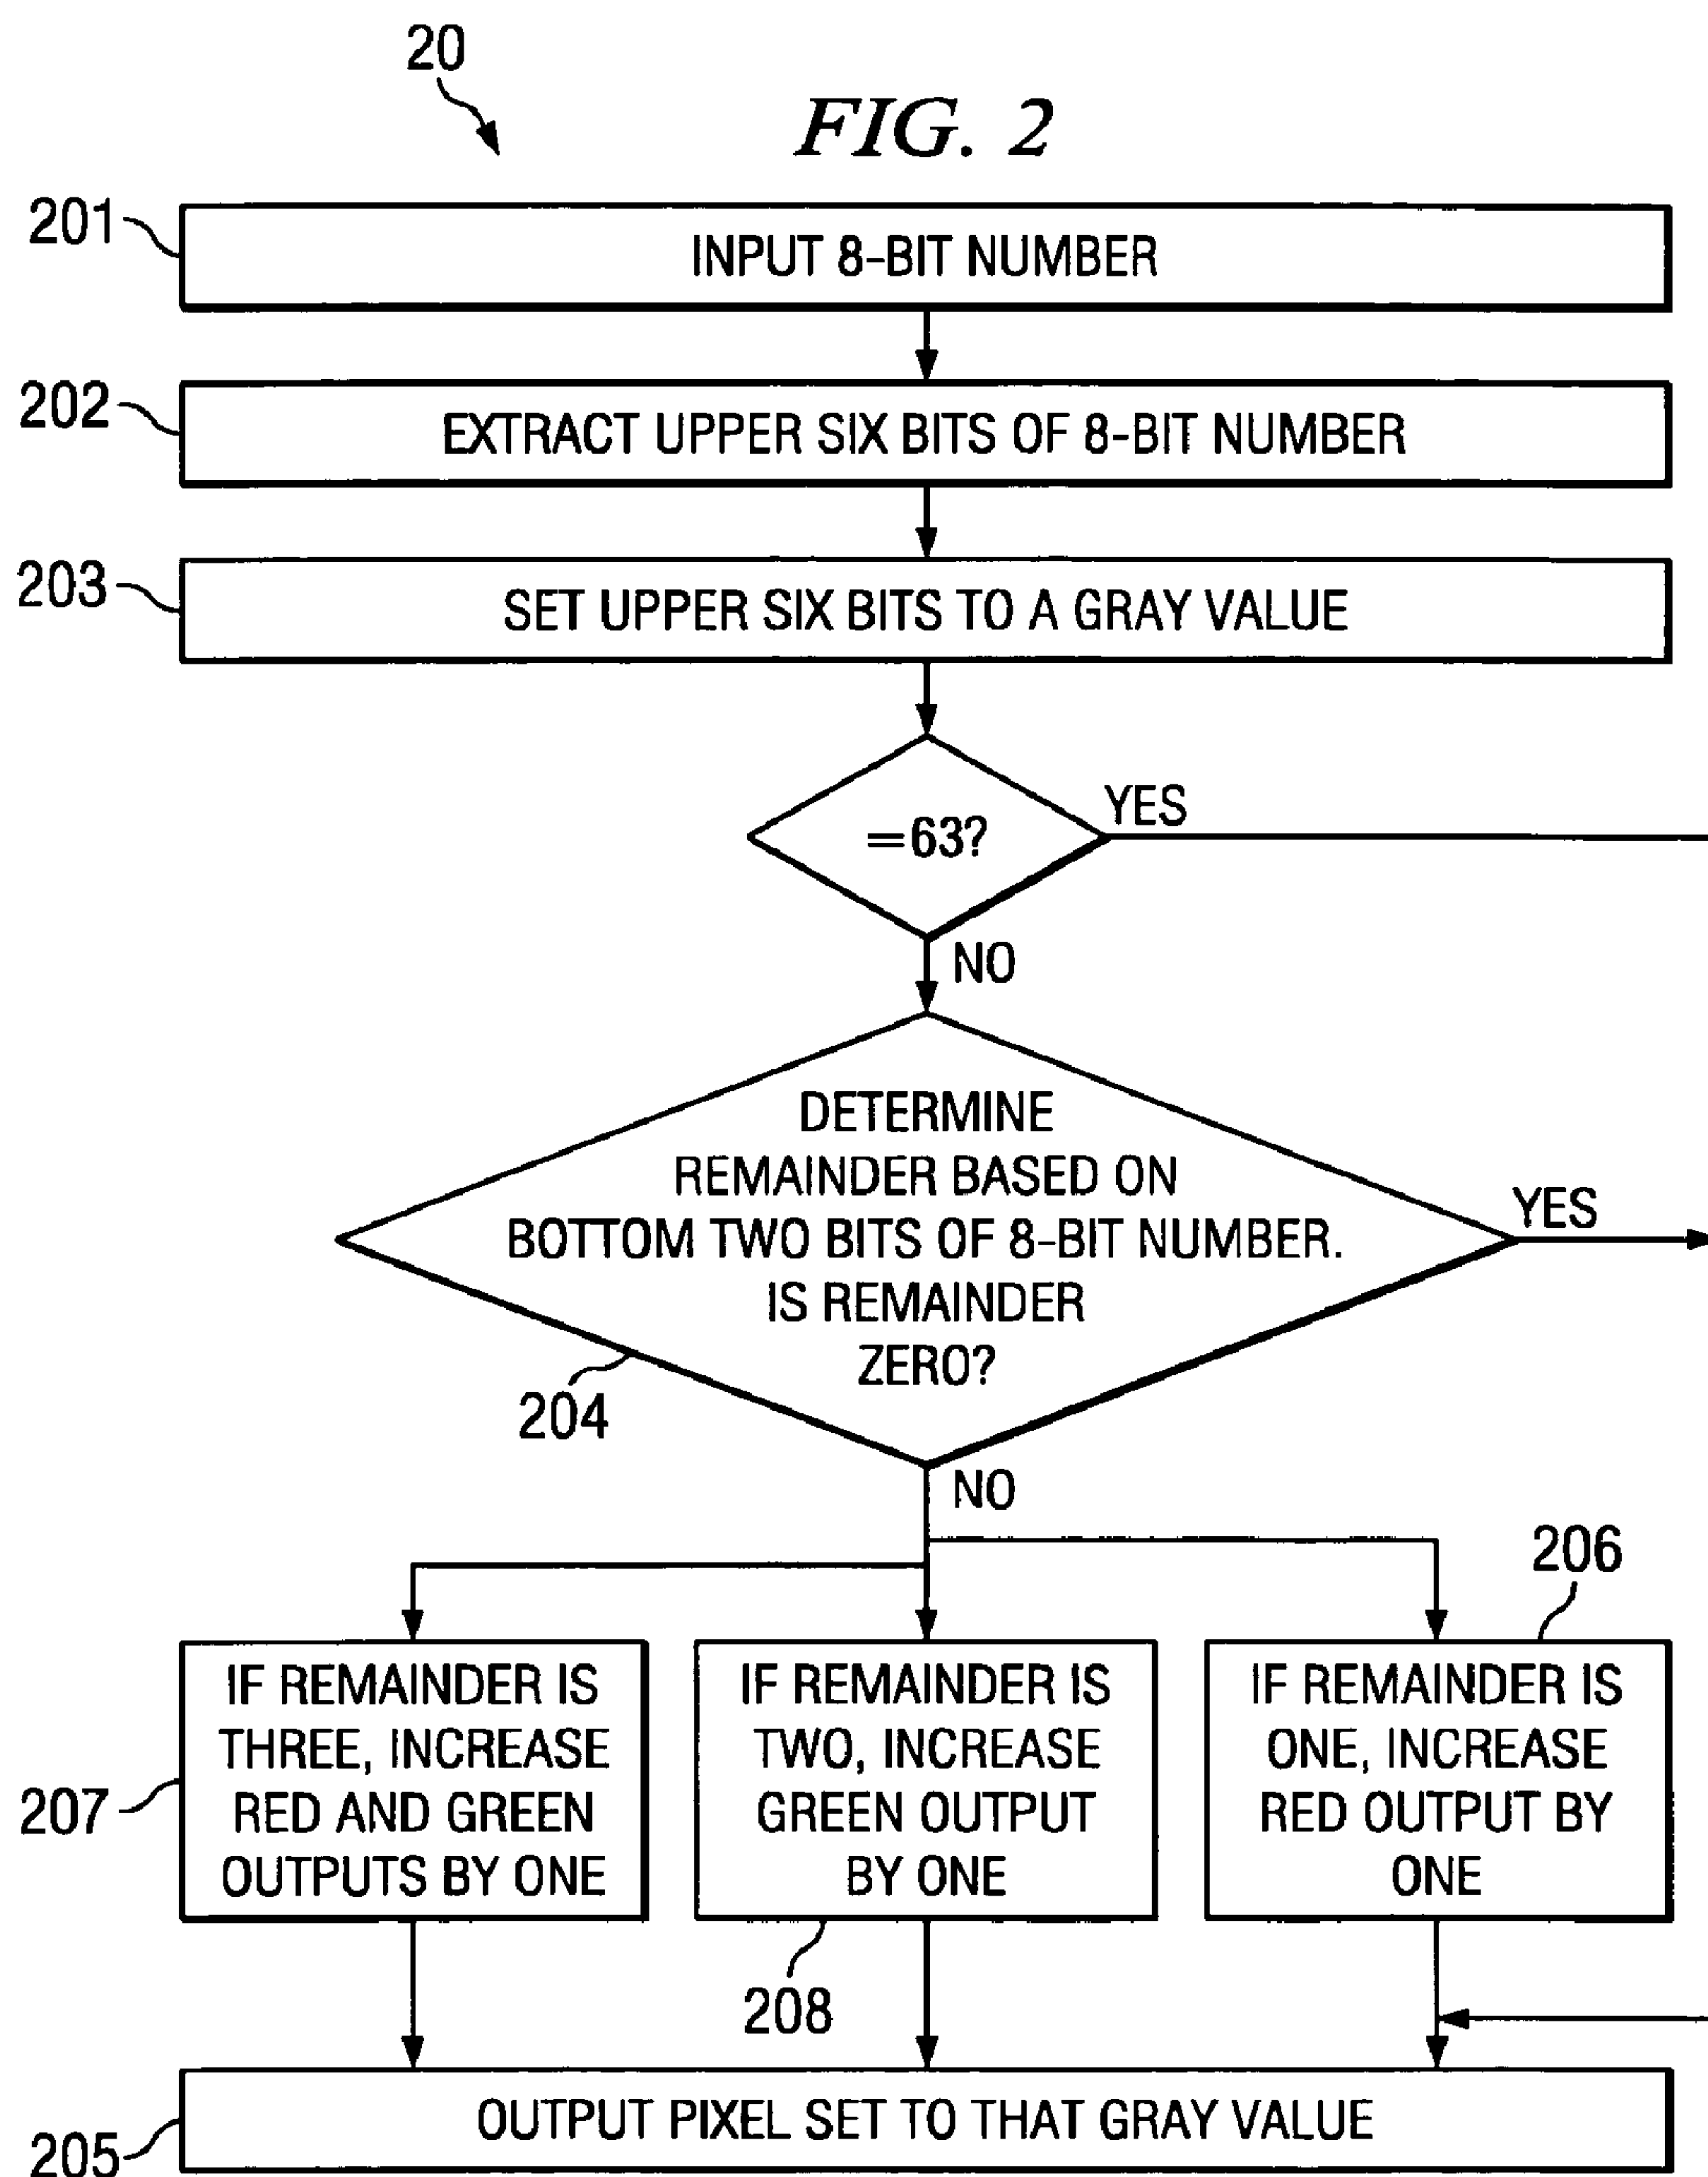 20
FIG. 2
201
INPUT 8-BIT NUMBER
202
EXTRACT UPPER SIX BITS OF 8-BIT NUMBER
203
SET UPPER SIX BITS TO A GRAY VALUE
=63?
YES
NO
DETERMINE
REMAINDER BASED ON
BOTTOM TWO BITS OF 8-BIT NUMBER.
IS REMAINDER
ZERO?
YES
204
NO
206
IF REMAINDER IS
THREE, INCREASE
RED AND GREEN
OUTPUTS BY ONE
207
IF REMAINDER IS
TWO, INCREASE
GREEN OUTPUT
BY ONE
208
IF REMAINDER IS
ONE, INCREASE
RED OUTPUT BY
ONE
OUTPUT PIXEL SET TO THAT GRAY VALUE
205